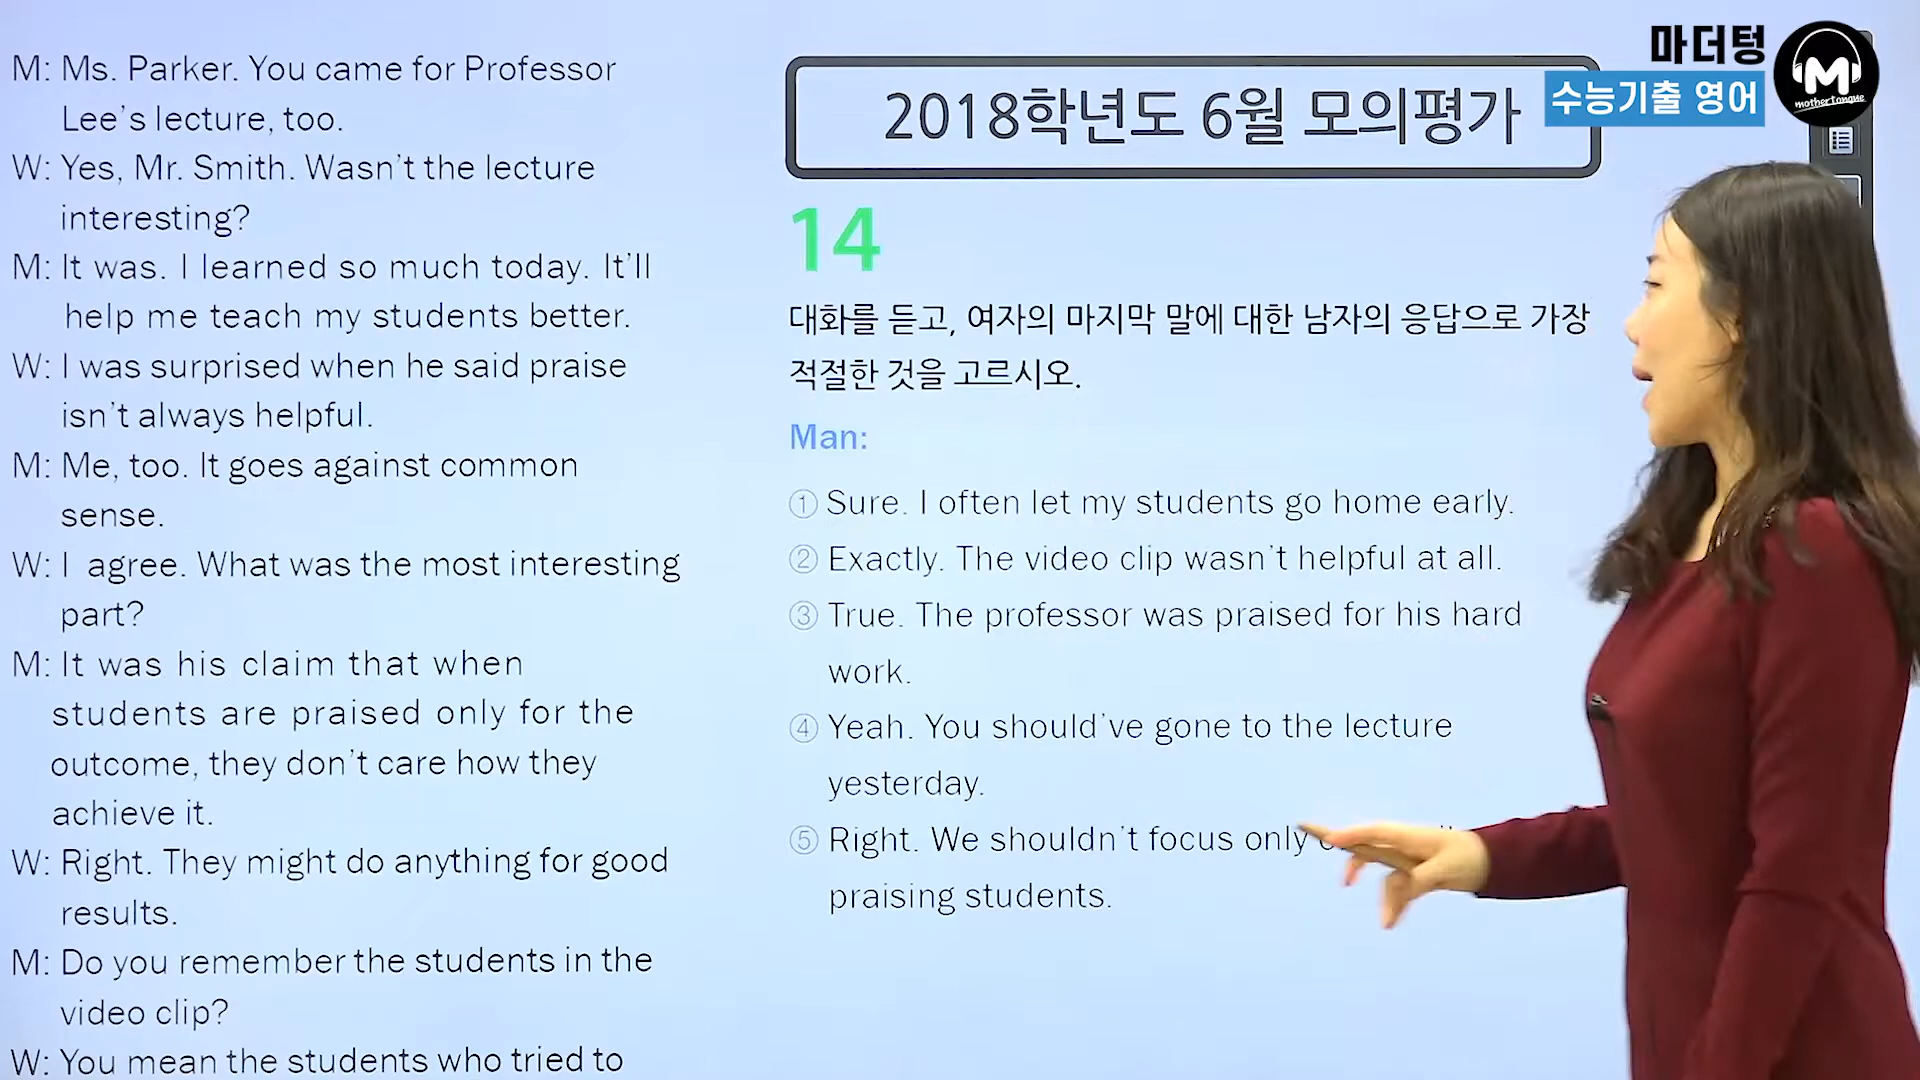 M: Ms. Parker. You came for Professor
Lee's lecture, too.
W: Yes, Mr. Smith. Wasn't the lecture
interesting?
M: It was. I learned so much today. It'll
help me teach my students better.
W: I was surprised when he said praise
isn't always helpful.
M: Me, too. It goes against common
sense.
W: I agree. What was the most interesting
part?
M: It was his claim that when
students are praised only for the
outcome, they don't care how they
achieve it.
W: Right. They might do anything for good
results.
M: Do you remember the students in the
video clip?
W: You mean the students who tried to
2018학년도 6월 모의평가
마더텅
수능기출 영어
M
mother tongue
14
대화를 듣고, 여자의 마지막 말에 대한 남자의 응답으로 가장
적절한 것을 고르시오.
Man:
① Sure. I often let my students go home early.
② Exactly. The video clip wasn't helpful at all.
③ True. The professor was praised for his hard
work.
④ Yeah. You should've gone to the lecture
yesterday.
⑤ Right. We shouldn't focus only
praising students.